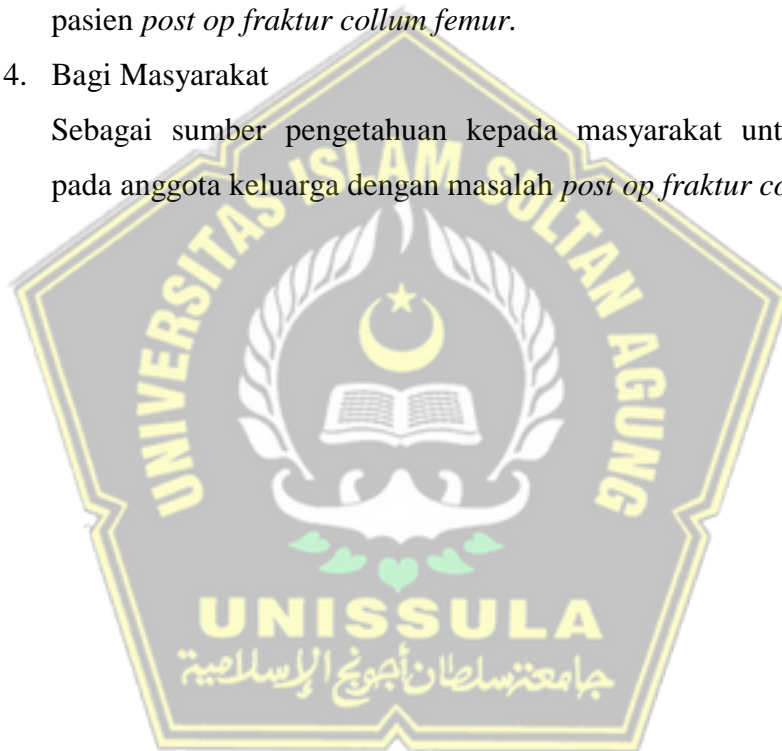 pasien post op fraktur collum femur.
4. Bagi Masyarakat
Sebagai sumber pengetahuan kepada masyarakat unt
pada anggota keluarga dengan masalah post op fraktur co
UNIVERSITAS ISLAM SULTAN AGUNG
UNISSULA
جامعة سلطان أجونج الإسلامية